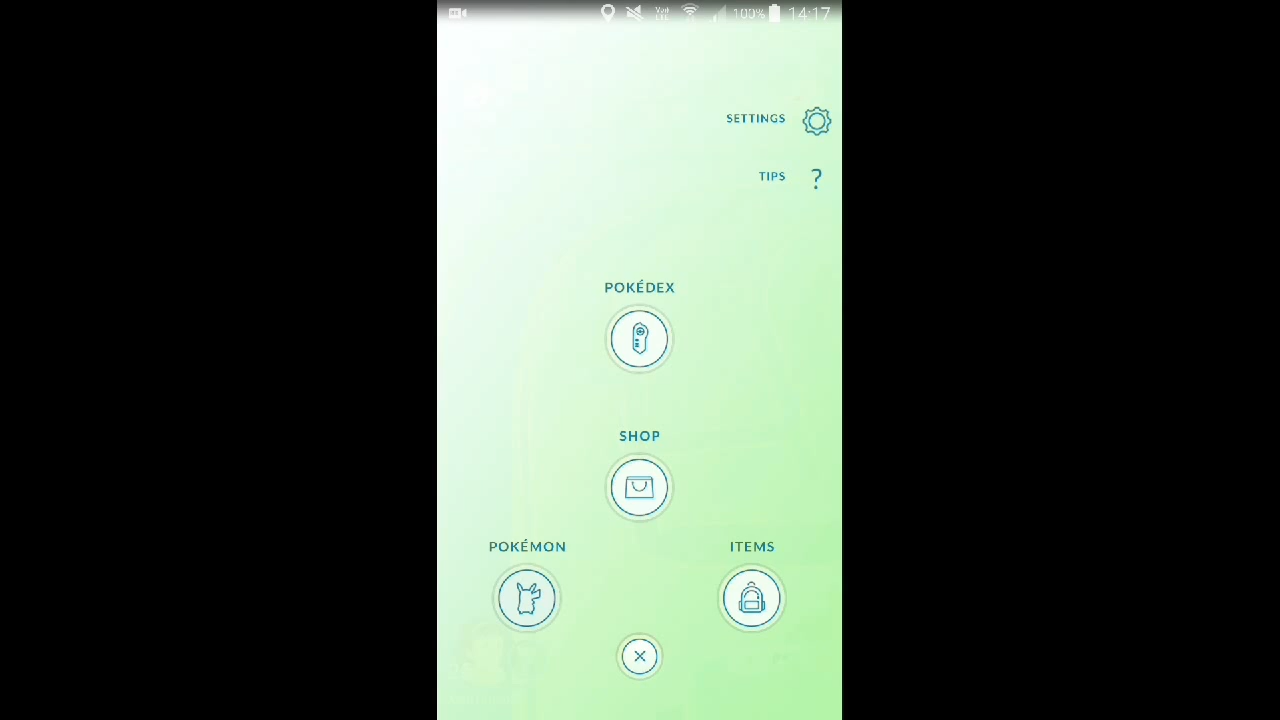 100% 14:17
SETTINGS
TIPS ?
POKÉDEX
SHOP
POKÉMON
ITEMS